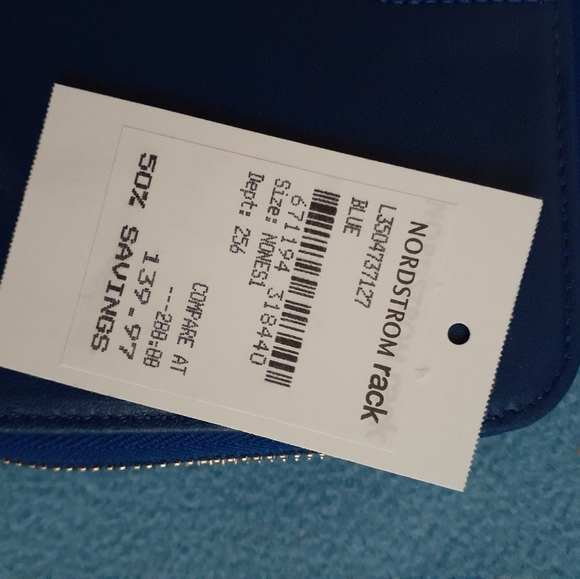 NORDSTROM rack
L3504737127
BLUE
671194 318440
Size: NONESI
Dept: 256
COMPARE AT
---280.00
139.97
50% SAVINGS